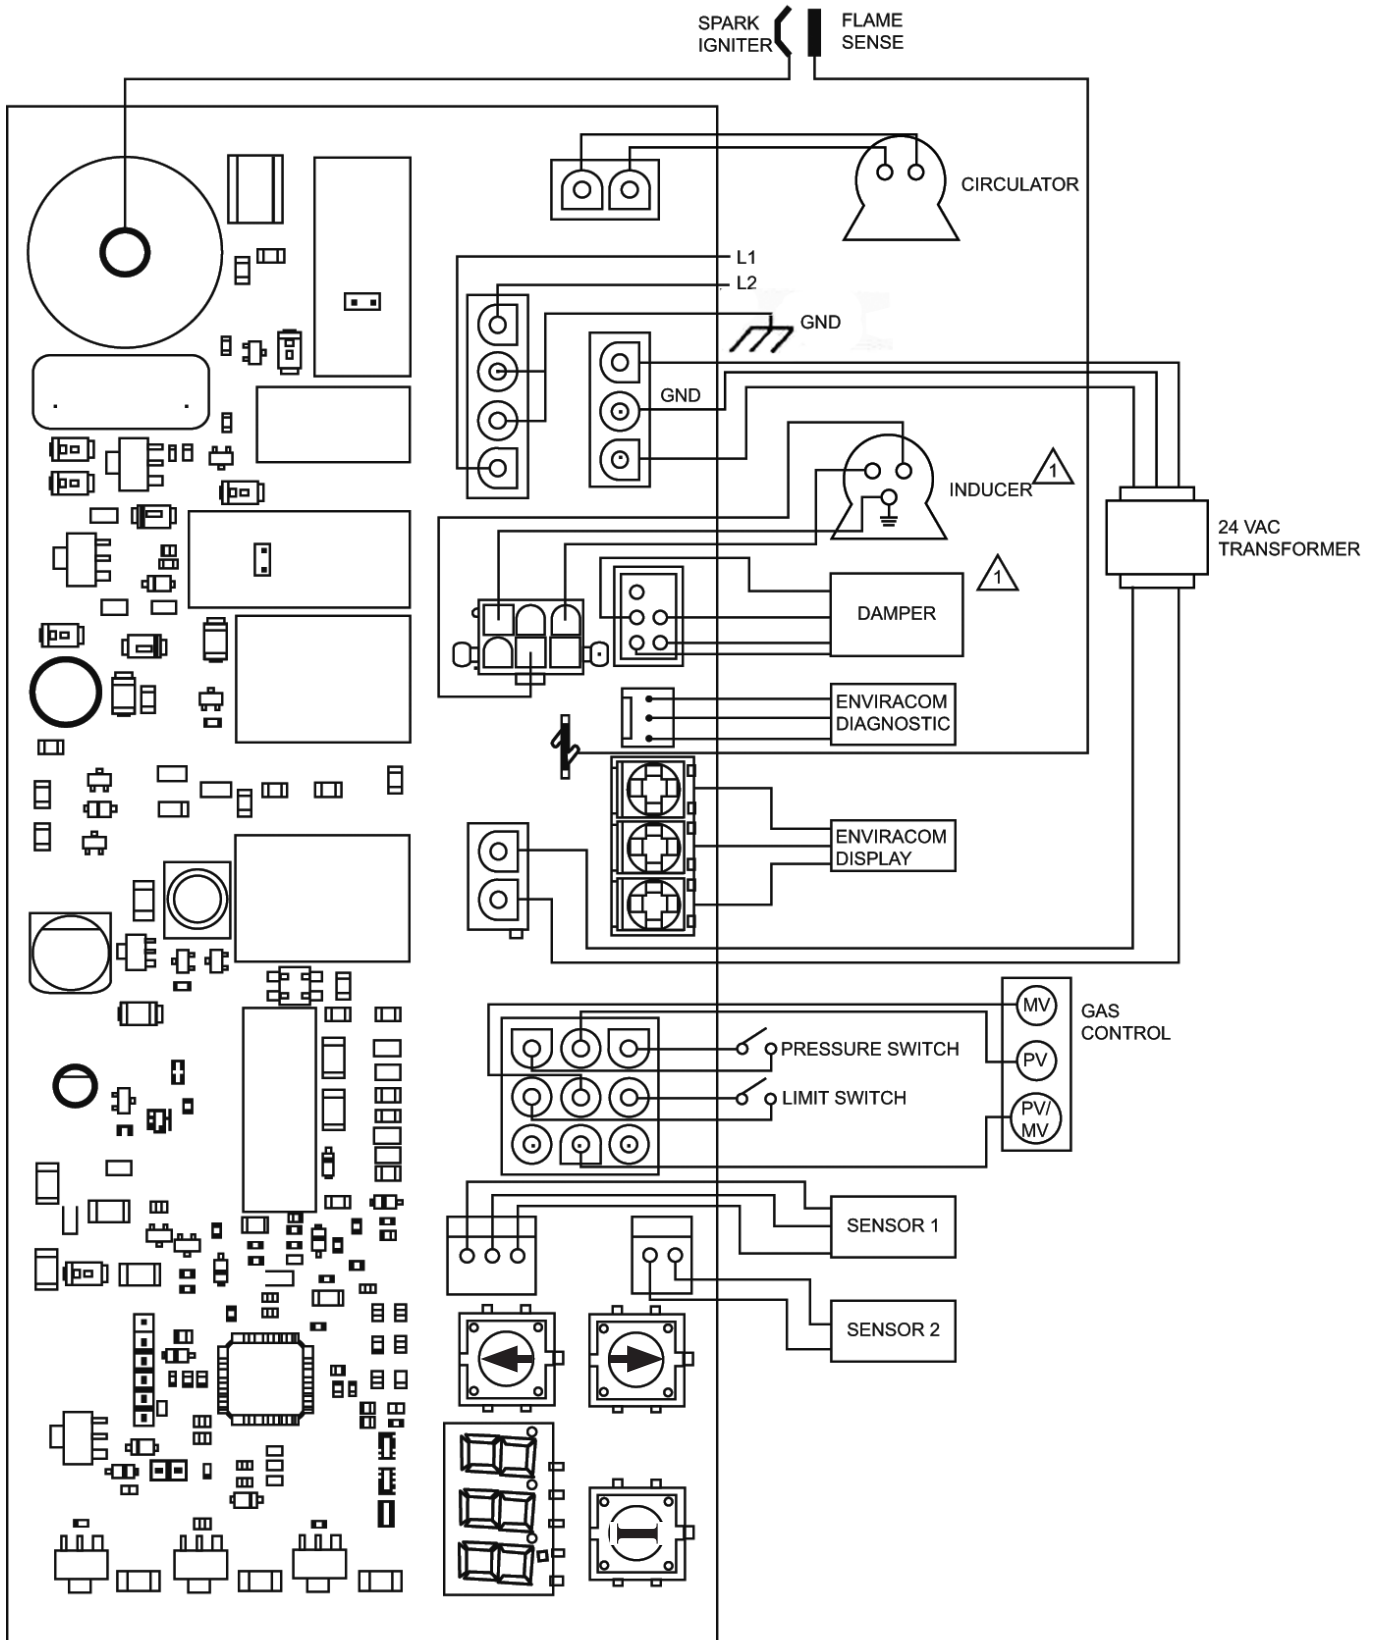 SPARK
IGNITER
FLAME
SENSE
CIRCULATOR
L1
L2
GND
GND
INDUCER
1
24 VAC
TRANSFORMER
1
DAMPER
ENVIRACOM
DIAGNOSTIC
ENVIRACOM
DISPLAY
MV
GAS
CONTROL
PRESSURE SWITCH
PV
LIMIT SWITCH
PV/
MV
SENSOR 1
SENSOR 2